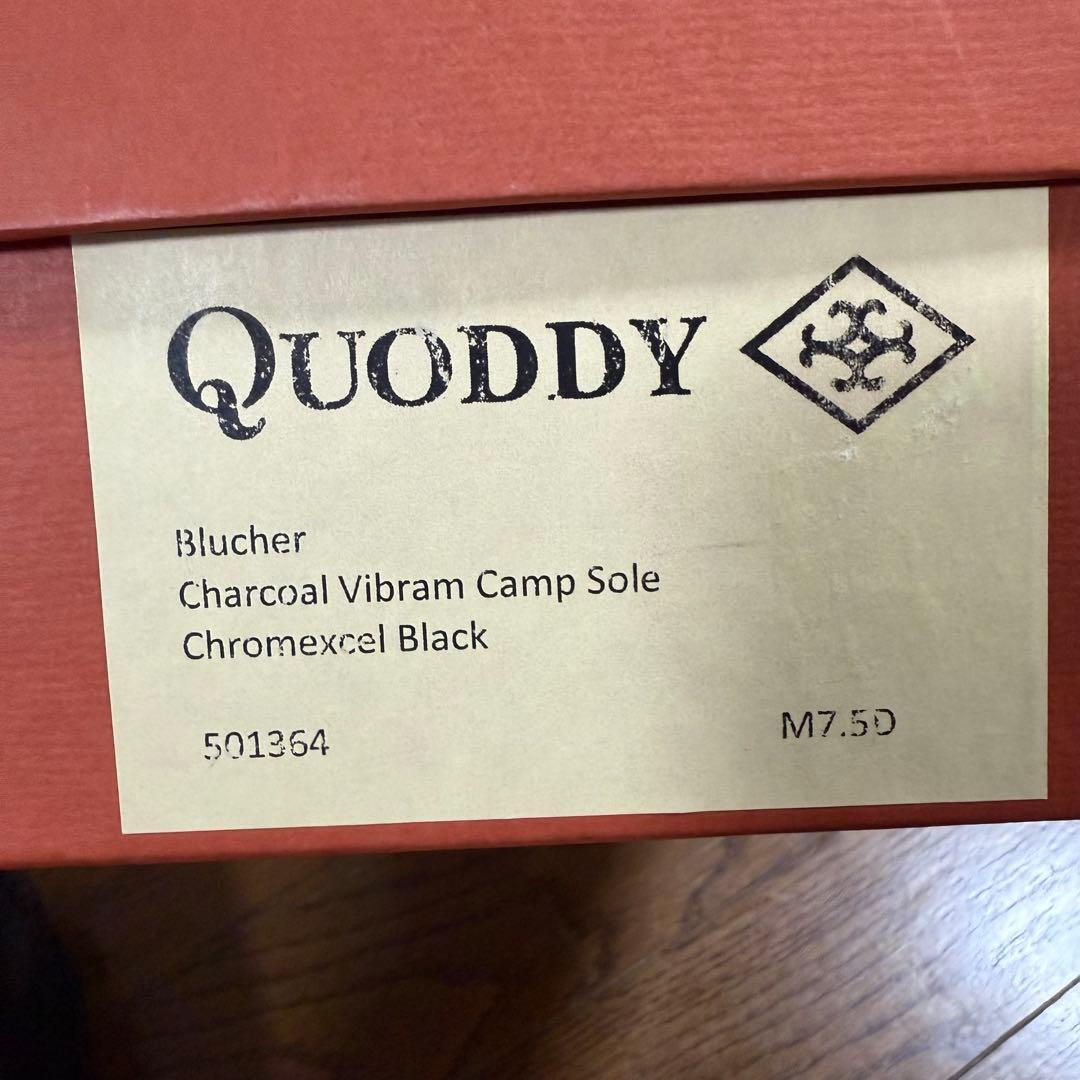 QUODDY
Blucher
Charcoal Vibram Camp Sole
Chromexcel Black
501364
M7.5D